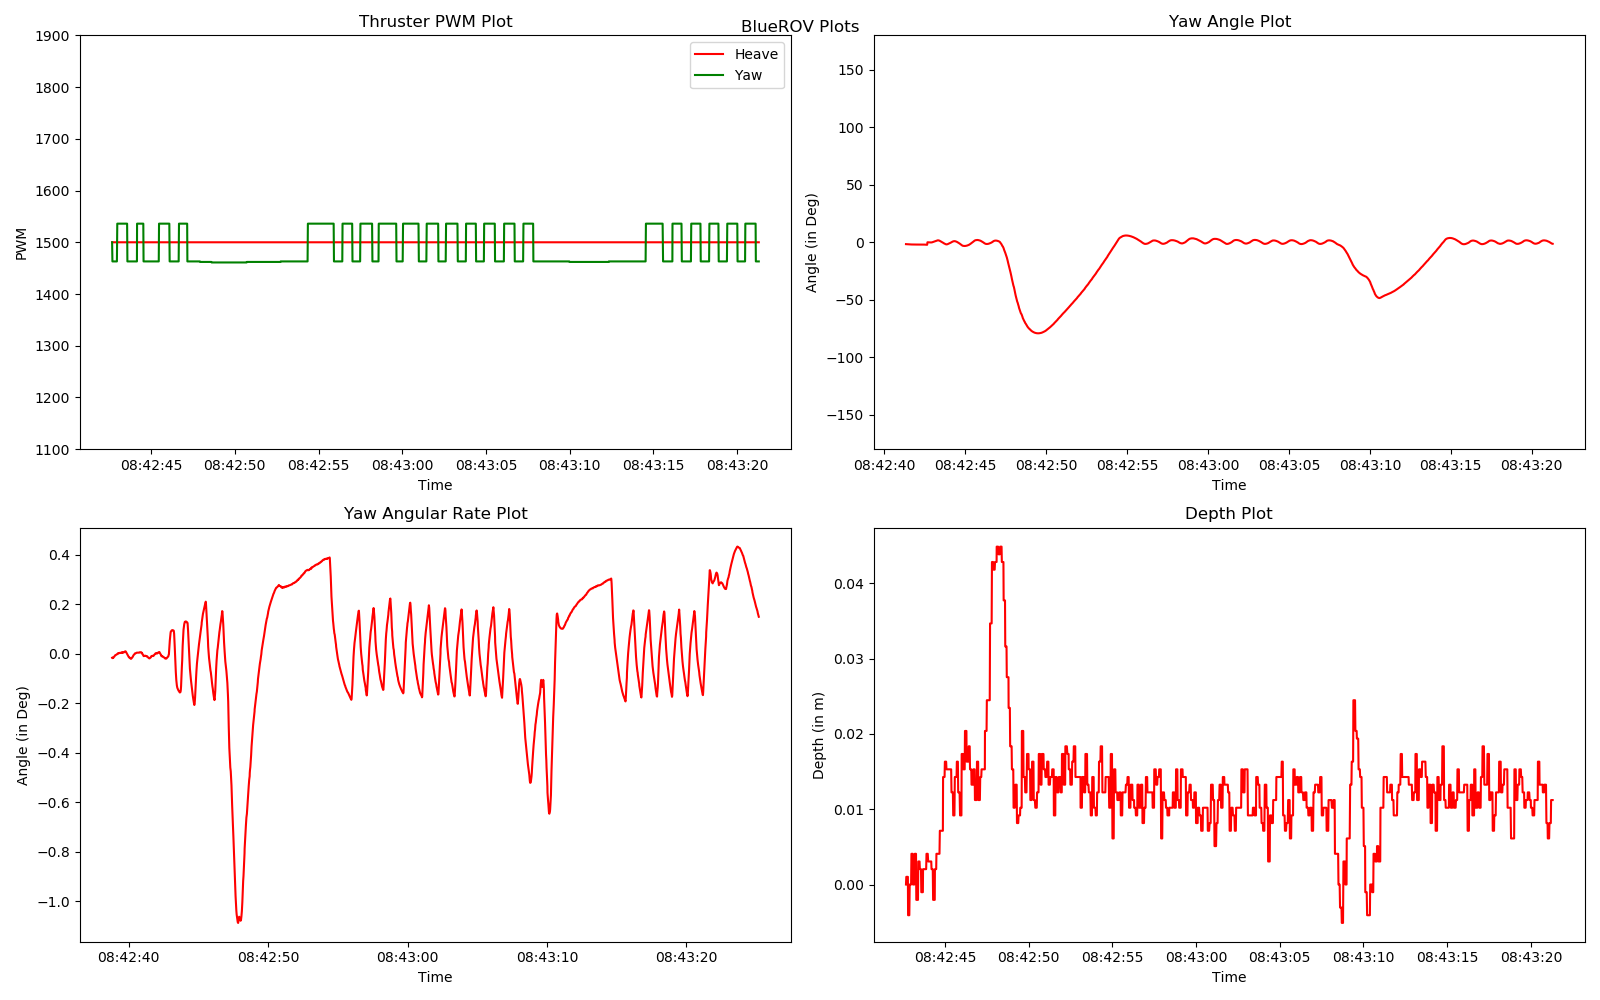 BlueROV Plots
Thruster PWM Plot
1900
1800
1700
1600
1500
1400
1300
1200
1100
PWM
Heave
Yaw
08:42:45 08:42:50 08:42:55 08:43:00 08:43:05 08:43:10 08:43:15 08:43:20
Time
Yaw Angle Plot
150
100
50
0
−50
−100
−150
Angle (in Deg)
08:42:40 08:42:45 08:42:50 08:42:55 08:43:00 08:43:05 08:43:10 08:43:15 08:43:20
Time
Yaw Angular Rate Plot
0.4
0.2
0.0
−0.2
−0.4
−0.6
−0.8
−1.0
Angle (in Deg)
08:42:40 08:42:50 08:43:00 08:43:10 08:43:20
Time
Depth Plot
0.04
0.03
0.02
0.01
0.00
Depth (in m)
08:42:45 08:42:50 08:42:55 08:43:00 08:43:05 08:43:10 08:43:15 08:43:20
Time